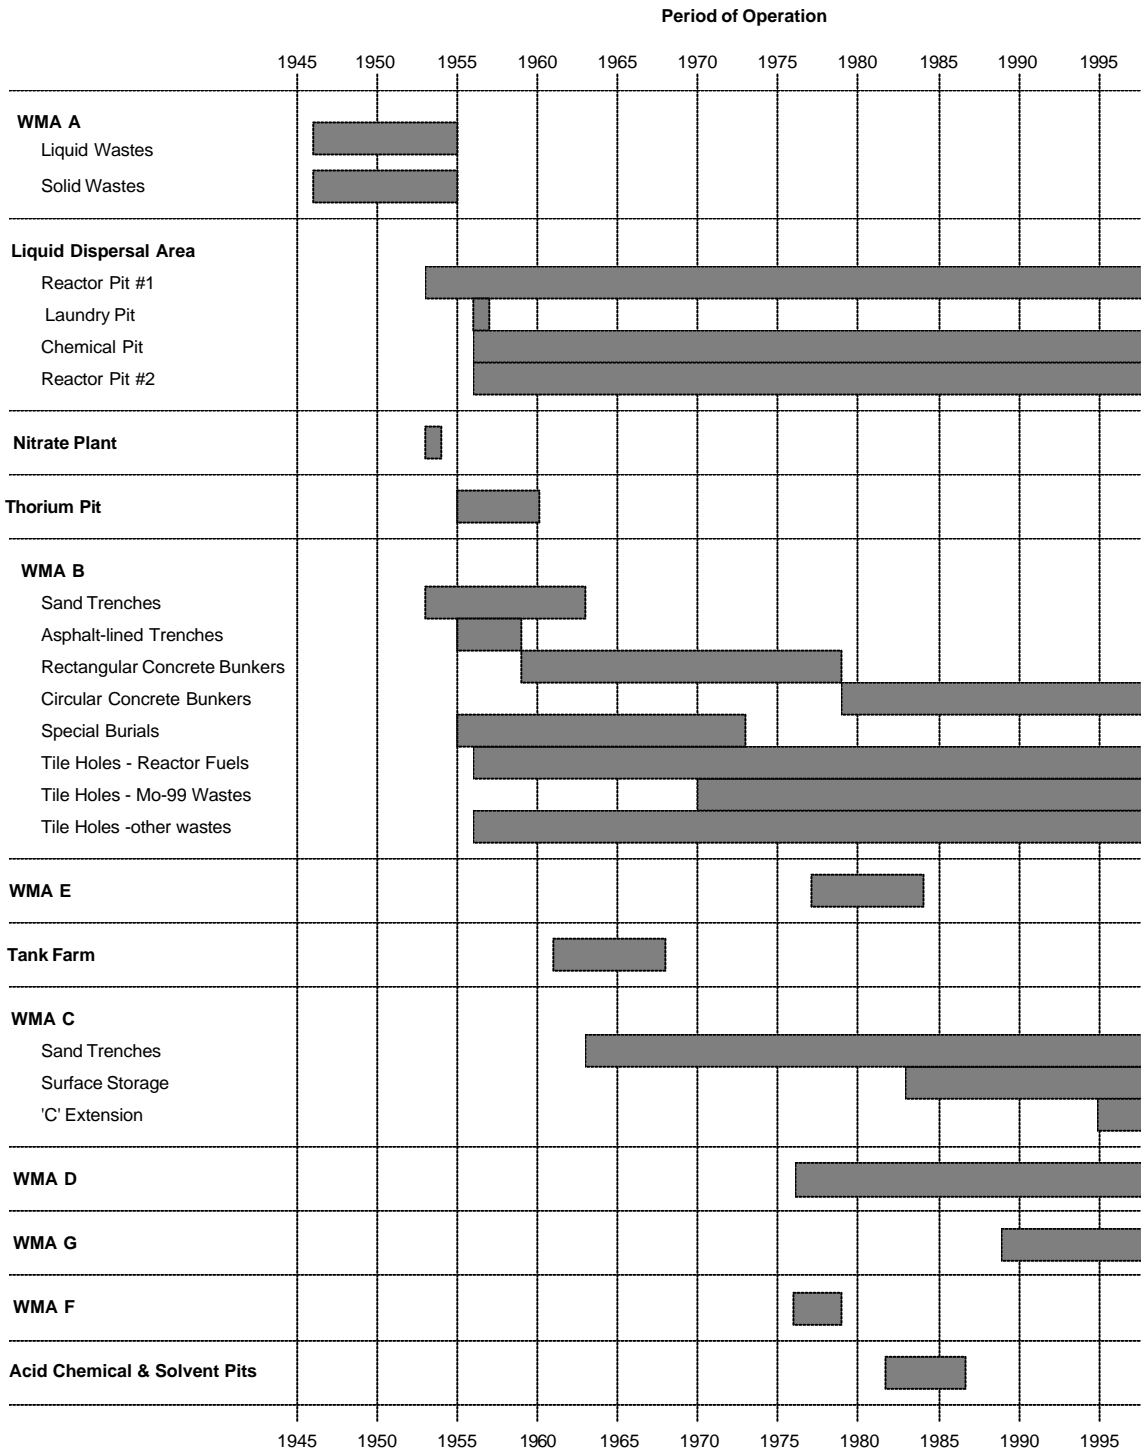 Period of Operation
1945 1950 1955 1960 1965 1970 1975 1980 1985 1990 1995
WMA A
Liquid Wastes
Solid Wastes
Liquid Dispersal Area
Reactor Pit #1
Laundry Pit
Chemical Pit
Reactor Pit #2
Nitrate Plant
Thorium Pit
WMA B
Sand Trenches
Asphalt-lined Trenches
Rectangular Concrete Bunkers
Circular Concrete Bunkers
Special Burials
Tile Holes - Reactor Fuels
Tile Holes - Mo-99 Wastes
Tile Holes -other wastes
WMA E
Tank Farm
WMA C
Sand Trenches
Surface Storage
'C' Extension
WMA D
WMA G
WMA F
Acid Chemical & Solvent Pits
1945 1950 1955 1960 1965 1970 1975 1980 1985 1990 1995